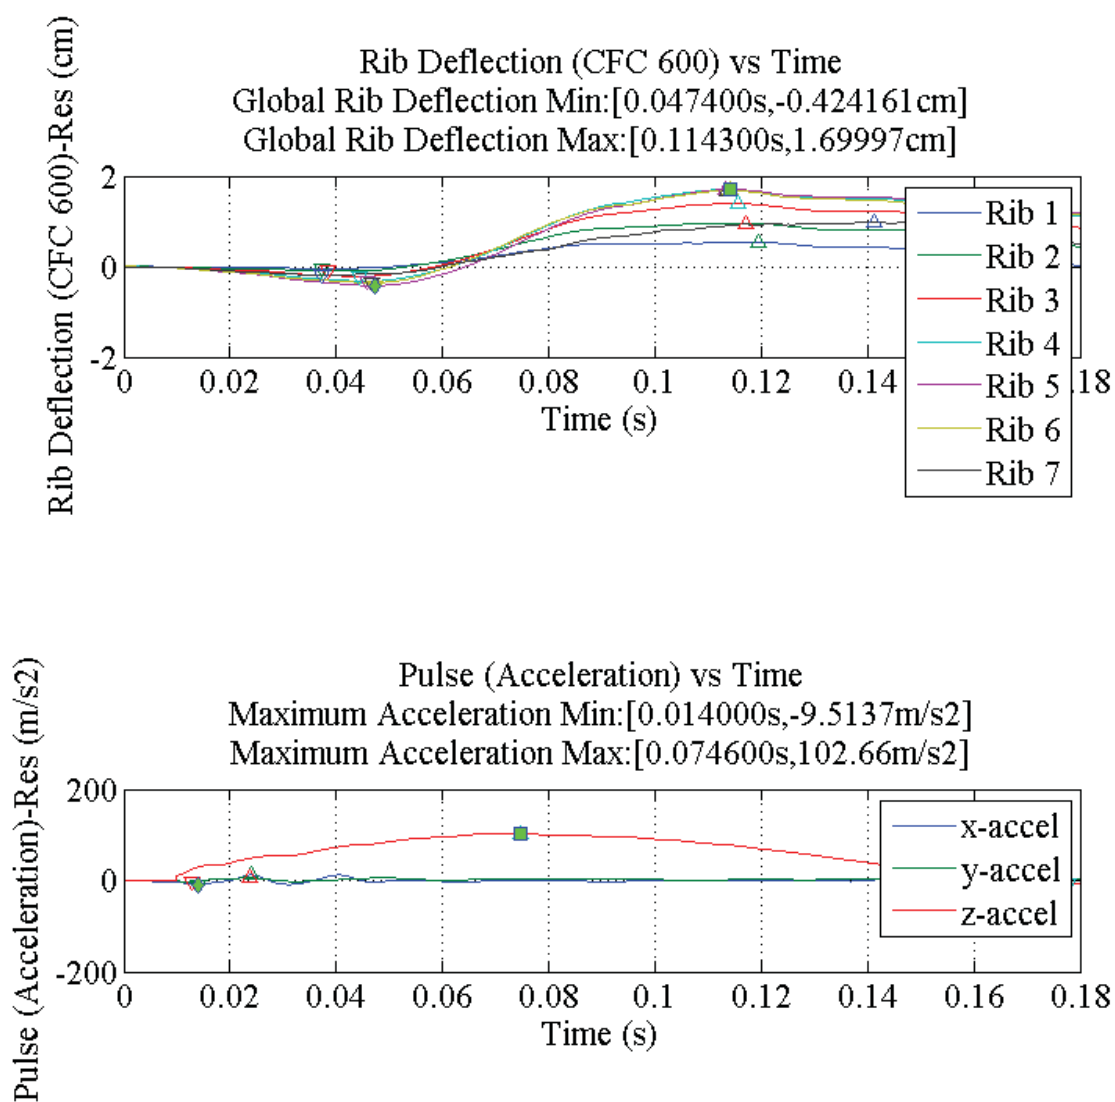 Rib Deflection (CFC 600) vs Time
Global Rib Deflection Min:[0.047400s,-0.424161cm]
Global Rib Deflection Max:[0.114300s,1.69997cm]
Rib Deflection (CFC 600)-Res (cm)
2
0
-2
0 0.02 0.04 0.06 0.08 0.1 0.12 0.14 .18
Time (s)
Rib 1
Rib 2
Rib 3
Rib 4
Rib 5
Rib 6
Rib 7
Pulse (Acceleration) vs Time
Maximum Acceleration Min:[0.014000s,-9.5137m/s2]
Maximum Acceleration Max:[0.074600s,102.66m/s2]
Pulse (Acceleration)-Res (m/s2)
200
0
-200
0 0.02 0.04 0.06 0.08 0.1 0.12 0.14 0.16 0.18
Time (s)
x-accel
y-accel
z-accel